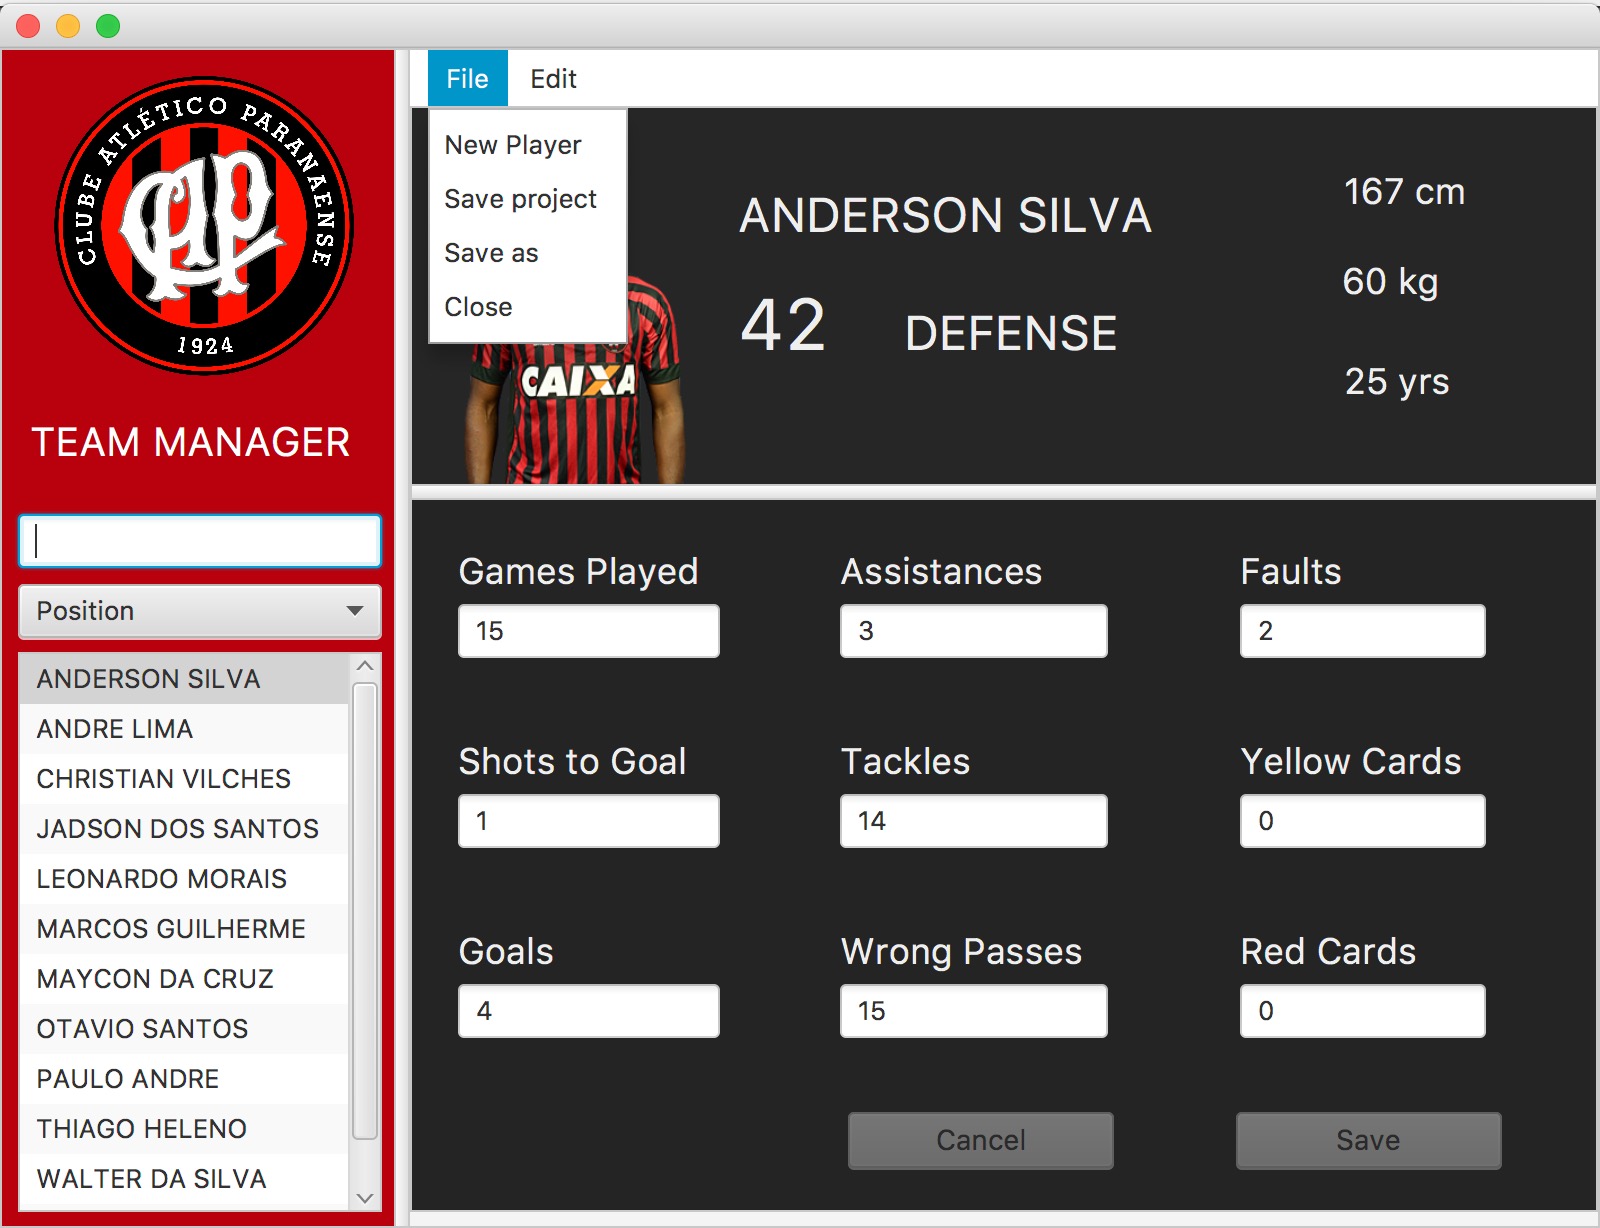 CLUBE ATLÉTICO PARANAENSE
CAP
1924
TEAM MANAGER
Position
ANDERSON SILVA
ANDRE LIMA
CHRISTIAN VILCHES
JADSON DOS SANTOS
LEONARDO MORAIS
MARCOS GUILHERME
MAYCON DA CRUZ
OTAVIO SANTOS
PAULO ANDRE
THIAGO HELENO
WALTER DA SILVA
File Edit
New Player
Save project
Save as
Close
CAIXA
ANDERSON SILVA
42 DEFENSE
167 cm
60 kg
25 yrs
Games Played Assistances Faults
15 3 2
Shots to Goal Tackles Yellow Cards
1 14 0
Goals Wrong Passes Red Cards
4 15 0
Cancel Save